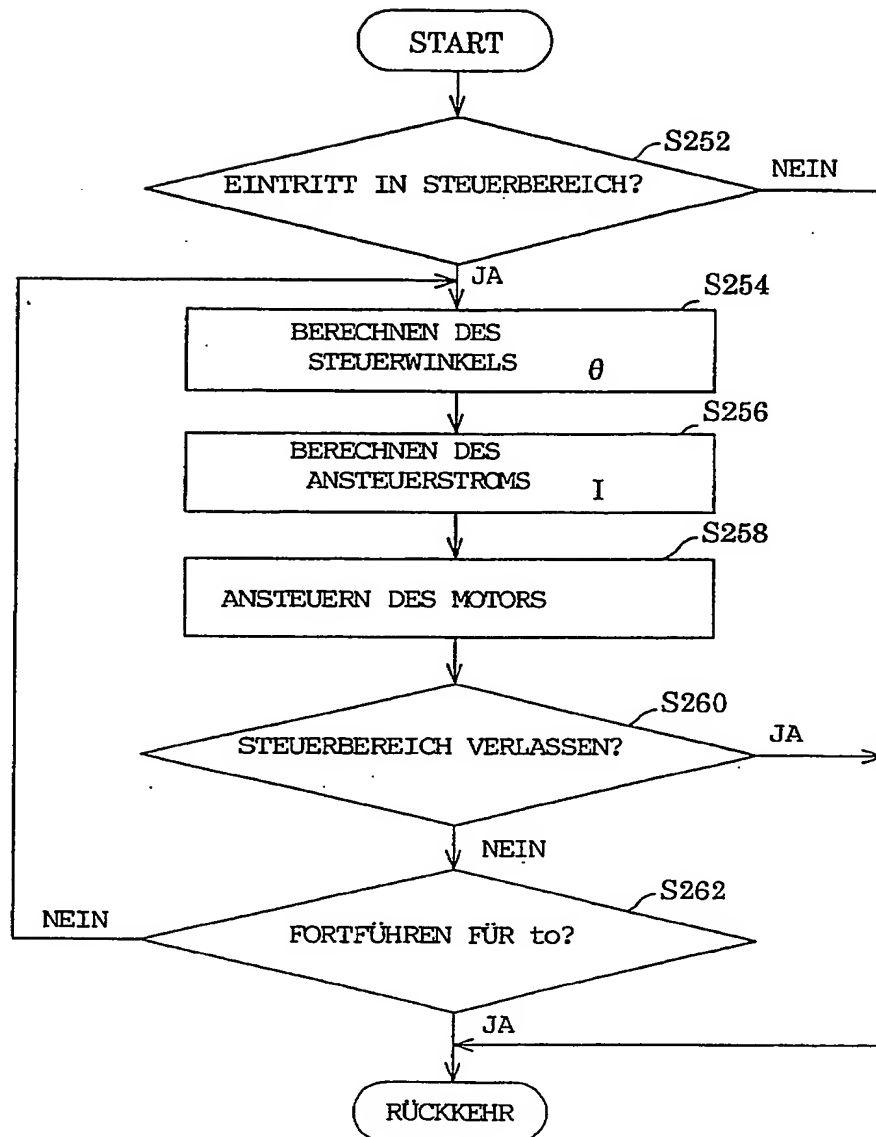 START
S252
EINTRITT IN STEUERBEREICH?
NEIN
JA
S254
BERECHNEN DES
STEUERWINKELS θ
S256
BERECHNEN DES
ANSTEUERSTROMS I
S258
ANSTEUERN DES MOTORS
S260
STEUERBEREICH VERLASSEN?
JA
NEIN
S262
NEIN
FORTFÜHREN FÜR to?
JA
RÜCKKEHR